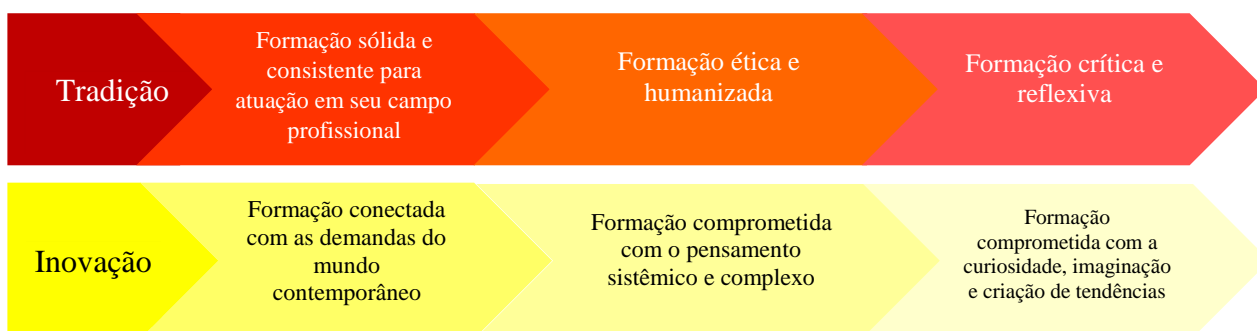 Tradição
Formação sólida e
consistente para
atuação em seu campo
profissional
Formação ética e
humanizada
Formação crítica e
reflexiva
Inovação
Formação conectada
com as demandas do
mundo
contemporâneo
Formação comprometida
com o pensamento
sistêmico e complexo
Formação
comprometida com a
curiosidade, imaginação
e criação de tendências